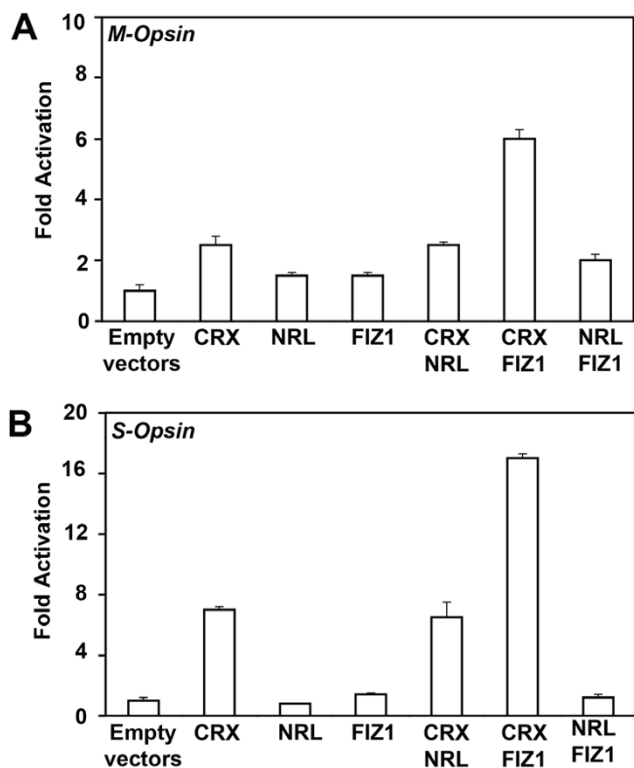 A
M-Opsin
Fold Activation
10
8
6
4
2
0
Empty vectors CRX NRL FIZ1 CRX CRX NRL
NRL FIZ1 FIZ1
B
S-Opsin
Fold Activation
20
16
12
8
4
0
Empty vectors CRX NRL FIZ1 CRX CRX NRL
NRL FIZ1 FIZ1